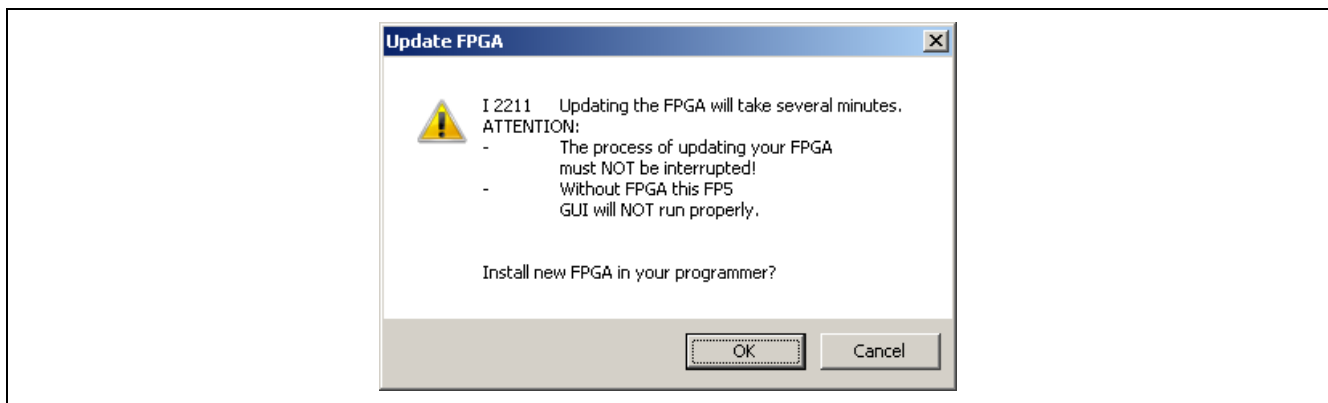 Update FPGA
I 2211 Updating the FPGA will take several minutes.
ATTENTION:
- The process of updating your FPGA
must NOT be interrupted!
- Without FPGA this FP5
GUI will NOT run properly.
Install new FPGA in your programmer?
OK Cancel